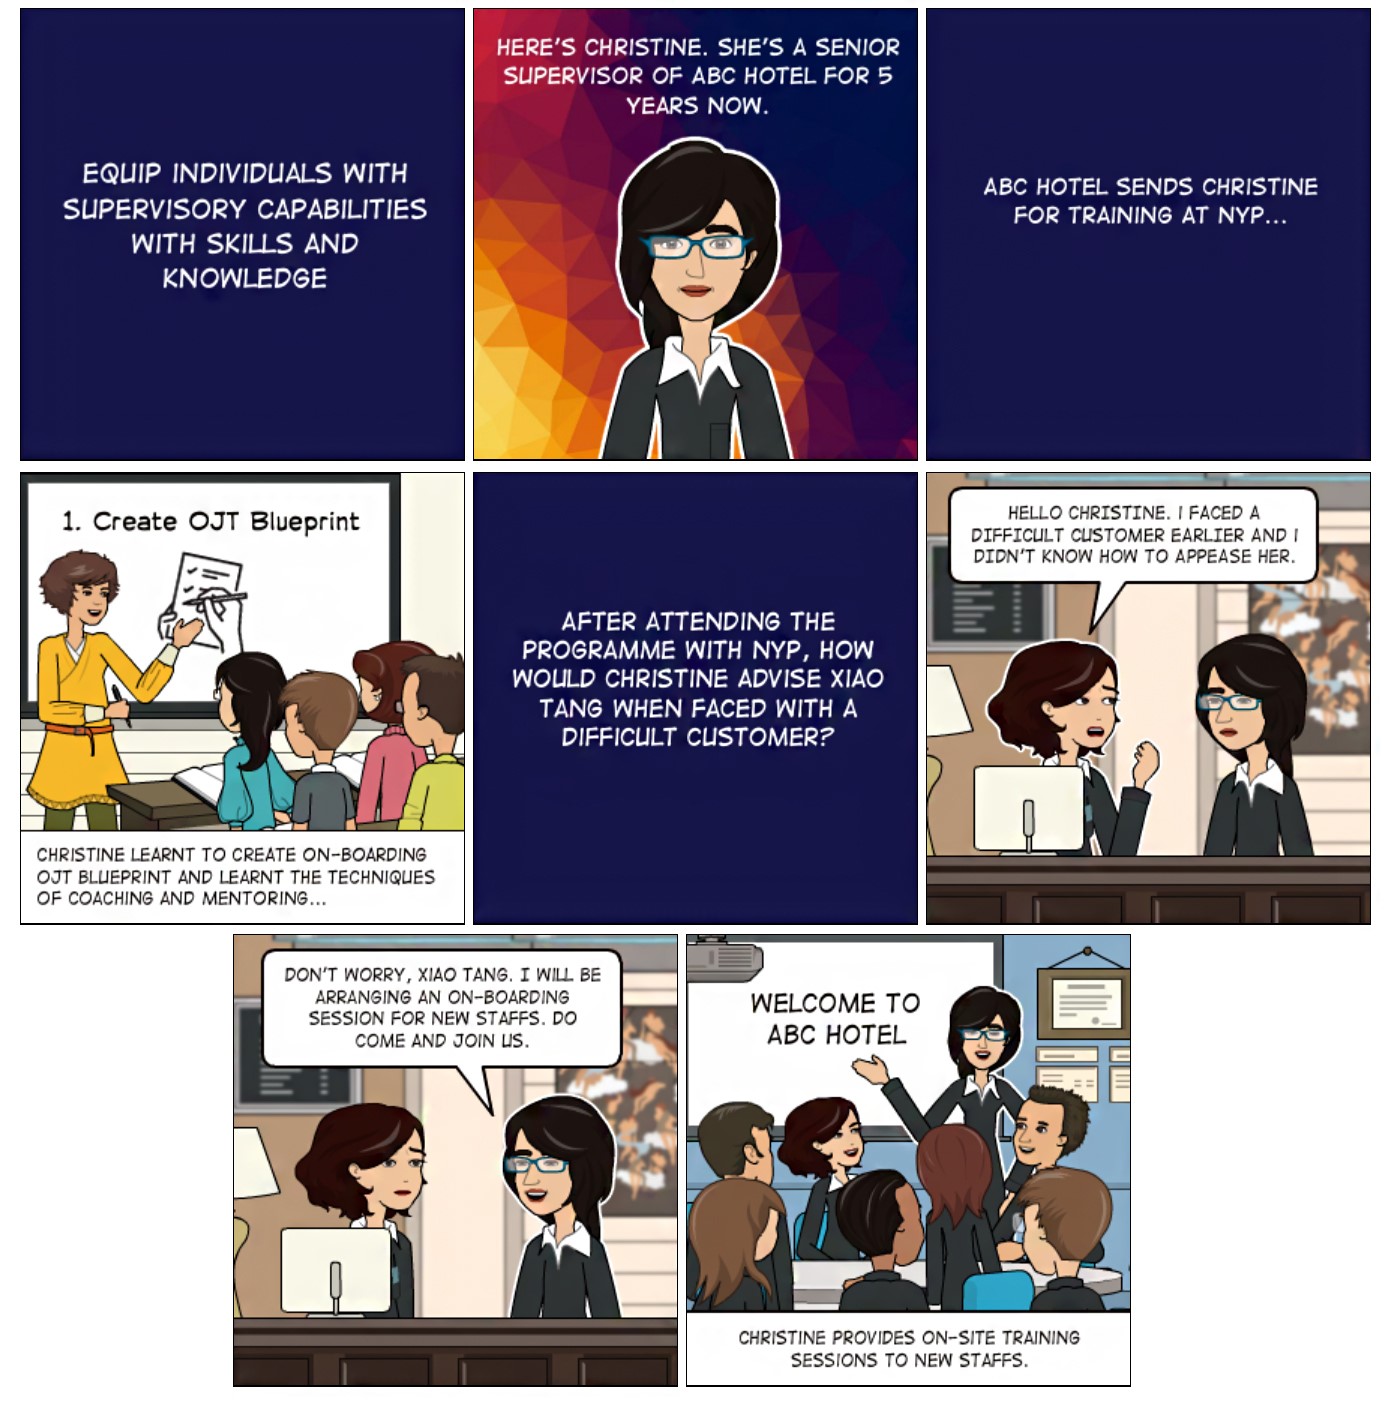 EQUIP INDIVIDUALS WITH
SUPERVISORY CAPABILITIES
WITH SKILLS AND
KNOWLEDGE
HERE'S CHRISTINE. SHE'S A SENIOR
SUPERVISOR OF ABC HOTEL FOR 5
YEARS NOW.
ABC HOTEL SENDS CHRISTINE
FOR TRAINING AT NYP...
1. Create OJT Blueprint
CHRISTINE LEARNT TO CREATE ON-BOARDING
OJT BLUEPRINT AND LEARNT THE TECHNIQUES
OF COACHING AND MENTORING...
AFTER ATTENDING THE
PROGRAMME WITH NYP, HOW
WOULD CHRISTINE ADVISE XIAO
TANG WHEN FACED WITH A
DIFFICULT CUSTOMER?
HELLO CHRISTINE. I FACED A
DIFFICULT CUSTOMER EARLIER AND I
DIDN'T KNOW HOW TO APPEASE HER.
DON'T WORRY, XIAO TANG. I WILL BE
ARRANGING AN ON-BOARDING
SESSION FOR NEW STAFFS. DO
COME AND JOIN US.
WELCOME TO
ABC HOTEL
CHRISTINE PROVIDES ON-SITE TRAINING
SESSIONS TO NEW STAFFS.